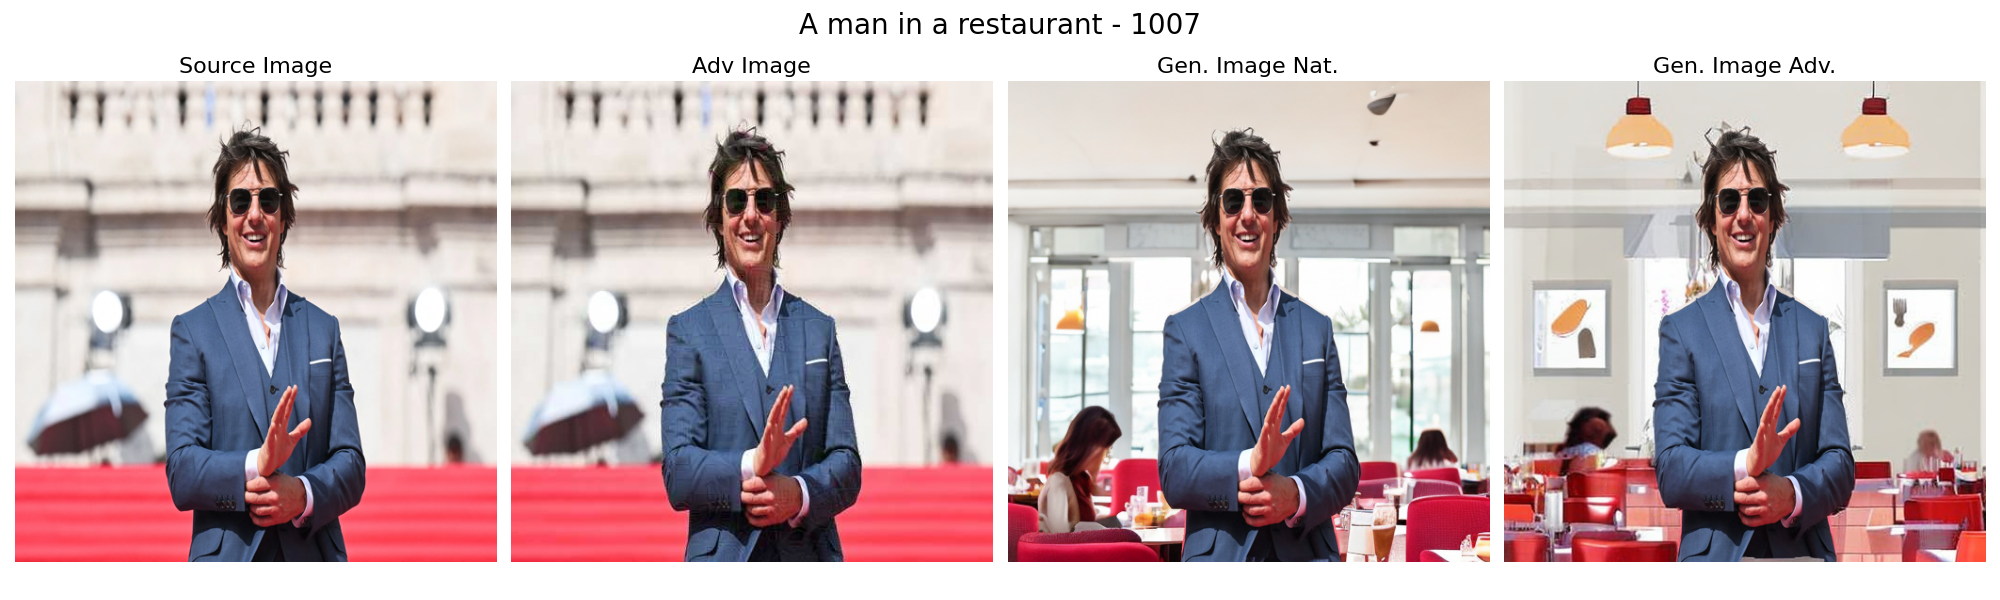 A man in a restaurant - 1007
Source Image
Adv Image
Gen. Image Nat.
Gen. Image Adv.